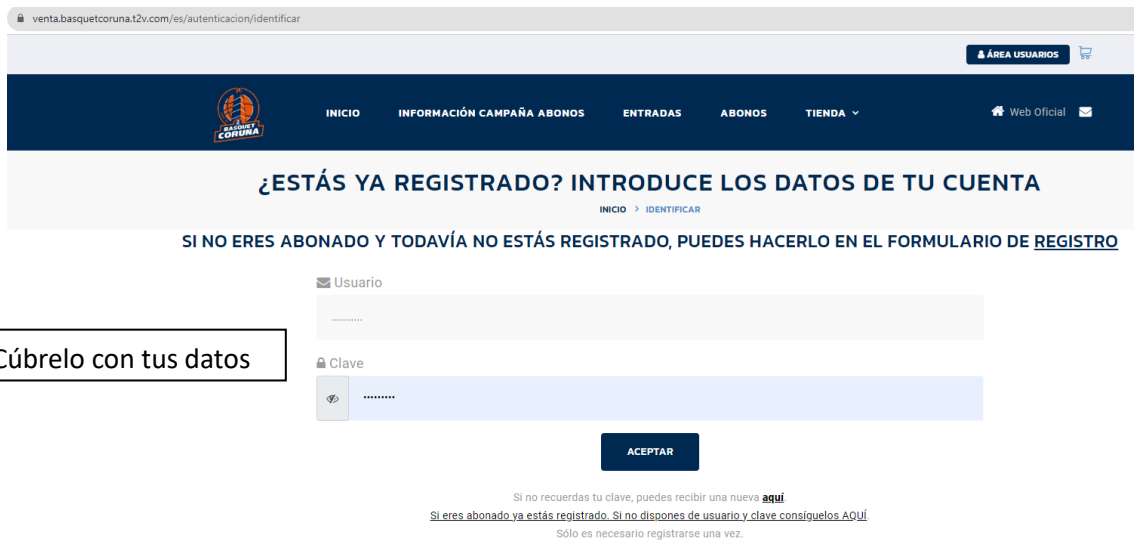 venta.basquetcoruna.t2v.com/es/autenticacion/identificar
ÁREA USUARIOS
BASQUET
CORUÑA
INICIO INFORMACIÓN CAMPAÑA ABONOS ENTRADAS ABONOS TIENDA
Web Oficial
¿ESTÁS YA REGISTRADO? INTRODUCE LOS DATOS DE TU CUENTA
INICIO > IDENTIFICAR
SI NO ERES ABONADO Y TODAVÍA NO ESTÁS REGISTRADO, PUEDES HACERLO EN EL FORMULARIO DE REGISTRO
Usuario
...........
Cúbrelo con tus datos
Clave
.........
ACEPTAR
Si no recuerdas tu clave, puedes recibir una nueva aquí.
Si eres abonado ya estás registrado. Si no dispones de usuario y clave consíguelos AQUÍ.
Sólo es necesario registrarse una vez.